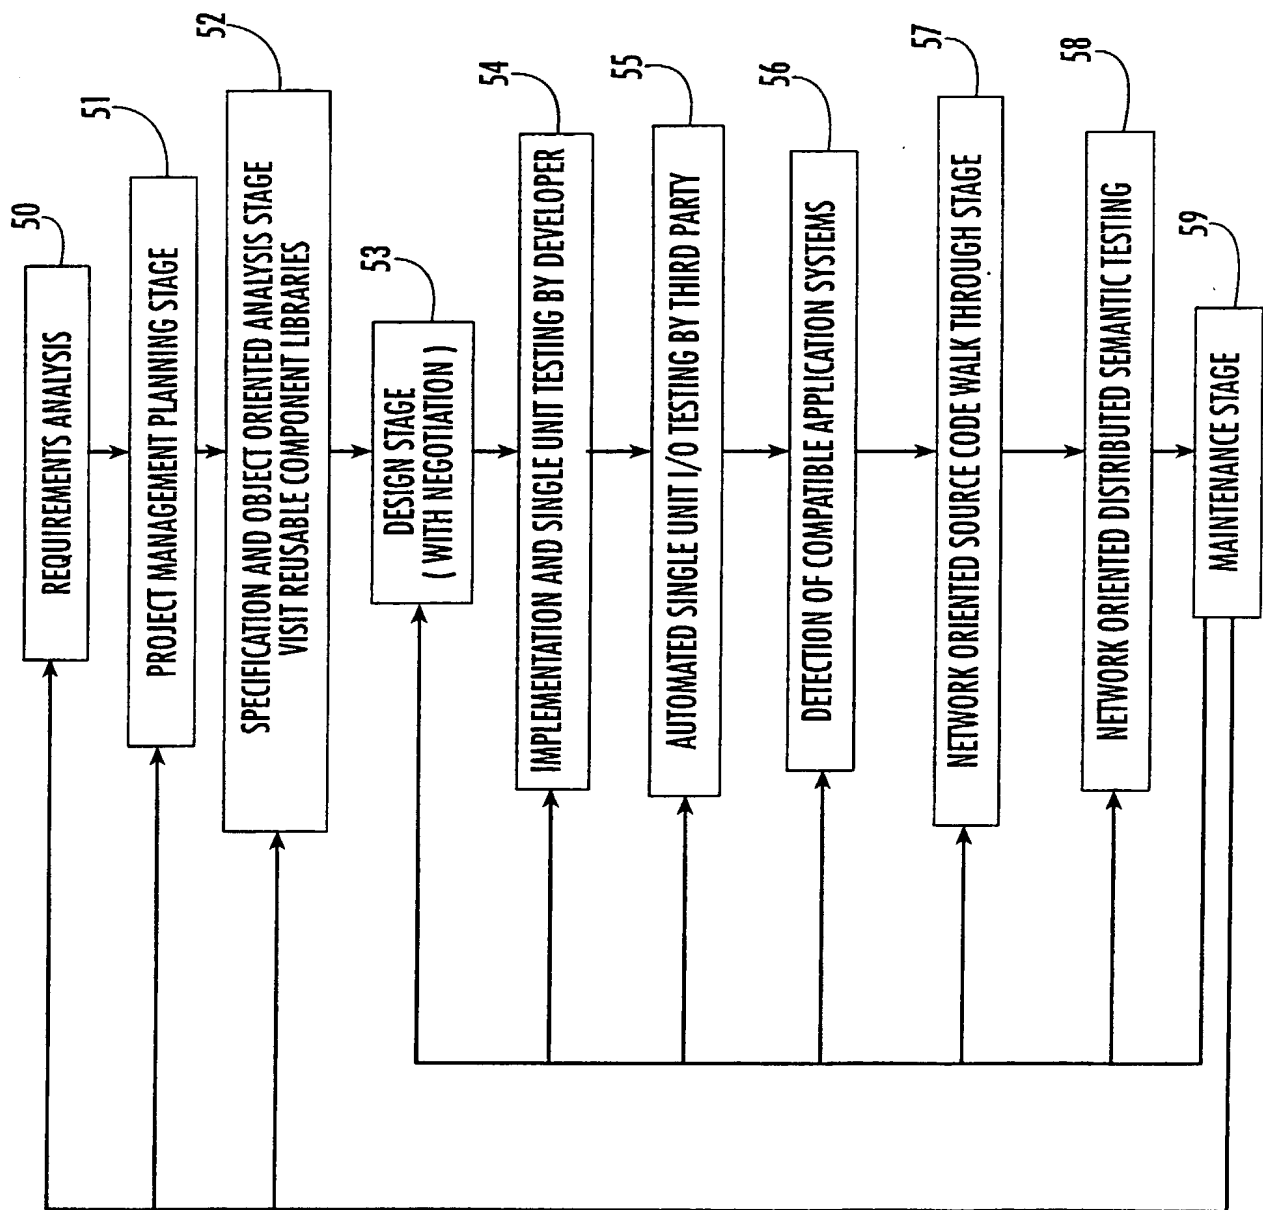 50
REQUIREMENTS ANALYSIS
51
PROJECT MANAGEMENT PLANNING STAGE
52
SPECIFICATION AND OBJECT ORIENTED ANALYSIS STAGE
VISIT REUSABLE COMPONENT LIBRARIES
53
DESIGN STAGE
( WITH NEGOTIATION )
54
IMPLEMENTATION AND SINGLE UNIT TESTING BY DEVELOPER
55
AUTOMATED SINGLE UNIT I/O TESTING BY THIRD PARTY
56
DETECTION OF COMPATIBLE APPLICATION SYSTEMS
57
NETWORK ORIENTED SOURCE CODE WALK THROUGH STAGE
58
NETWORK ORIENTED DISTRIBUTED SEMANTIC TESTING
59
MAINTENANCE STAGE